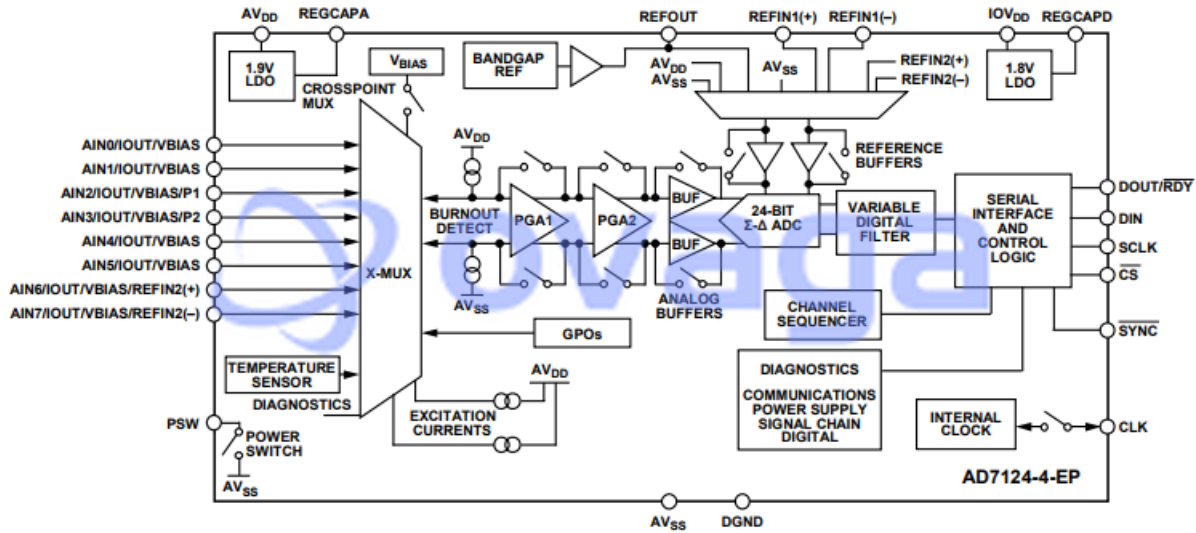 AVDD REGCAPA REFOUT REFIN1(+) REFIN1(–) IOVDD REGCAPD
1.9V
LDO
VBIAS
BANDGAP
REF
AVDD
AVSS
AVSS
REFIN2(+)
REFIN2(–)
1.8V
LDO
CROSSPOINT
MUX
AIN0/IOUT/VBIAS
AIN1/IOUT/VBIAS
AIN2/IOUT/VBIAS/P1
AIN3/IOUT/VBIAS/P2
AIN4/IOUT/VBIAS
AIN5/IOUT/VBIAS
AIN6/IOUT/VBIAS/REFIN2(+)
AIN7/IOUT/VBIAS/REFIN2(–)
X-MUX
AVDD
BURNOUT
DETECT
AVSS
PGA1
PGA2
BUF
BUF
ANALOG
BUFFERS
REFERENCE
BUFFERS
24-BIT
Σ-Δ ADC
VARIABLE
DIGITAL
FILTER
SERIAL
INTERFACE
AND
CONTROL
LOGIC
DOUT/RDY
DIN
SCLK
CS
SYNC
ovaga
GPOs
CHANNEL
SEQUENCER
TEMPERATURE
SENSOR
DIAGNOSTICS
EXCITATION
CURRENTS
AVDD
DIAGNOSTICS
COMMUNICATIONS
POWER SUPPLY
SIGNAL CHAIN
DIGITAL
INTERNAL
CLOCK
CLK
PSW
POWER
SWITCH
AVSS
AD7124-4-EP
AVSS DGND